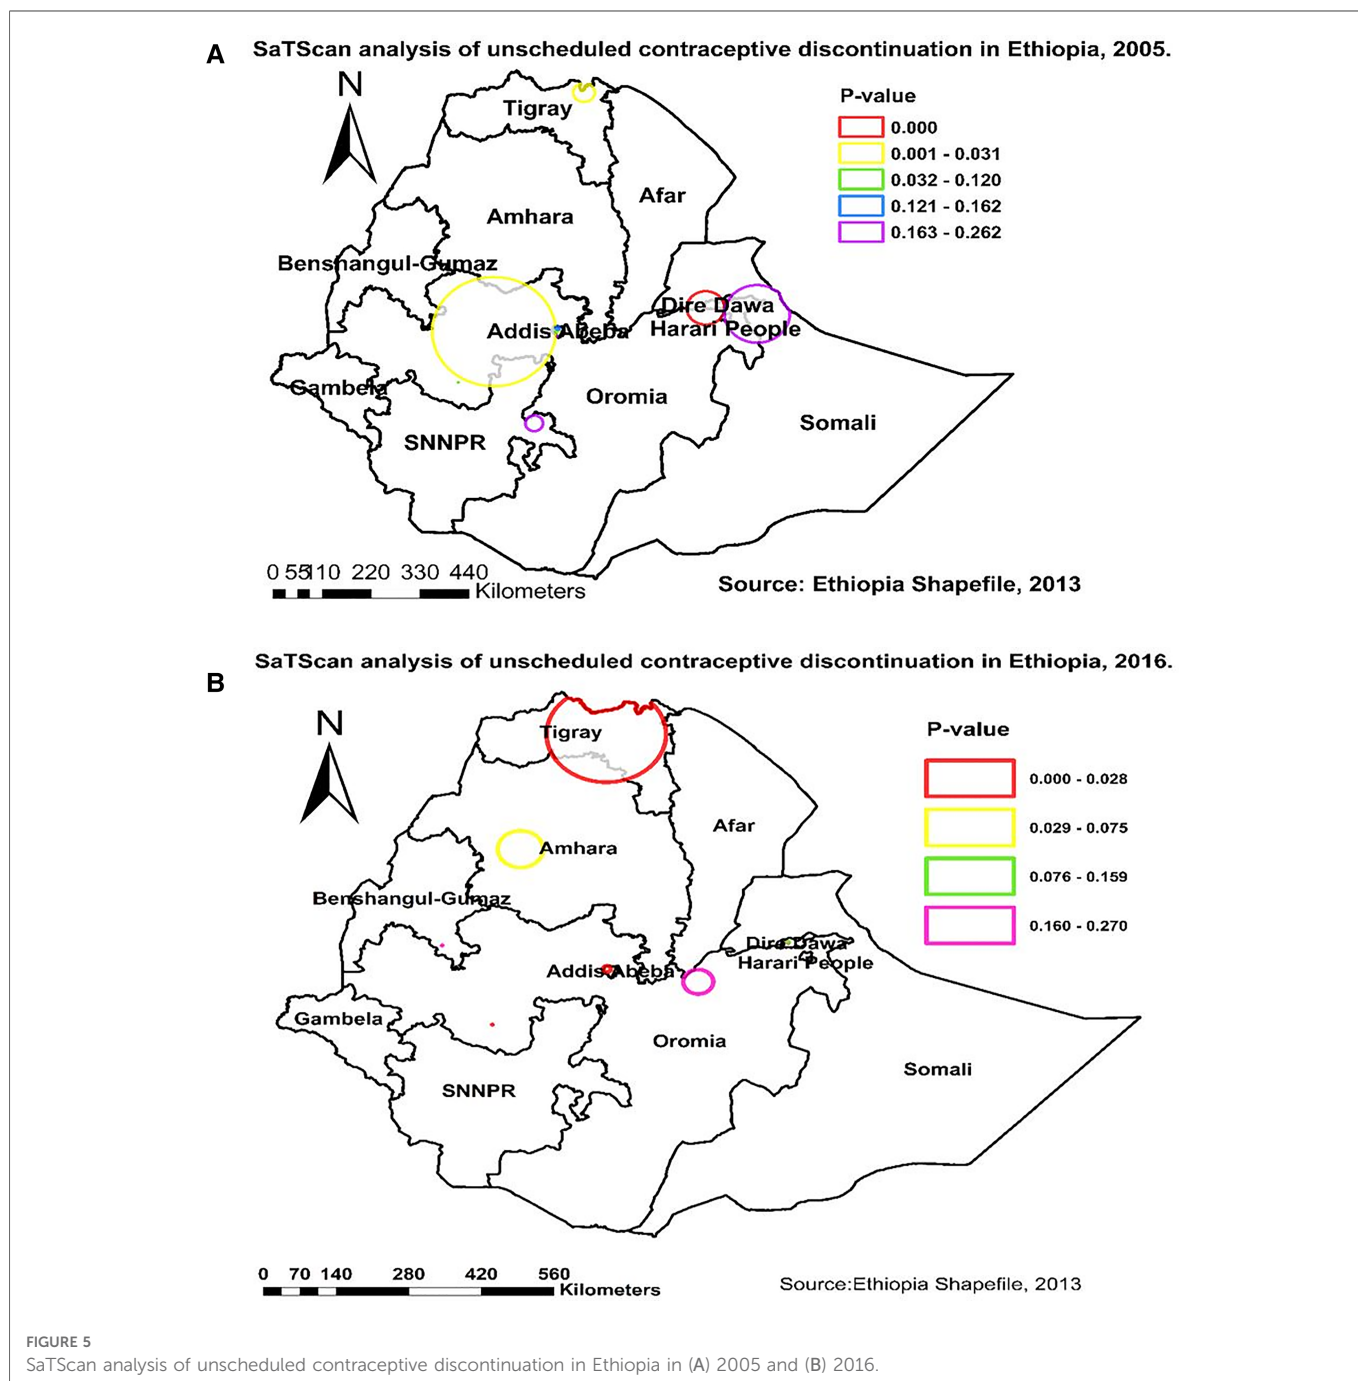 A
SaTScan analysis of unscheduled contraceptive discontinuation in Ethiopia, 2005.
N
P-value
0.000
0.001 - 0.031
0.032 - 0.120
0.121 - 0.162
0.163 - 0.262
Tigray
Afar
Amhara
Benshangul-Gumaz
Dire Dawa
Addis Abeba
Harari People
Gambela
Oromia
Somali
SNNPR
0 55 110 220 330 440
Kilometers
Source: Ethiopia Shapefile, 2013
B
SaTScan analysis of unscheduled contraceptive discontinuation in Ethiopia, 2016.
N
P-value
0.000 - 0.028
0.029 - 0.075
0.076 - 0.159
0.160 - 0.270
Tigray
Afar
Amhara
Benshangul-Gumaz
Dire Dawa
Harari People
Addis Abeba
Gambela
Oromia
Somali
SNNPR
0 70 140 280 420 560
Kilometers
Source:Ethiopia Shapefile, 2013
FIGURE 5
SaTScan analysis of unscheduled contraceptive discontinuation in Ethiopia in (A) 2005 and (B) 2016.